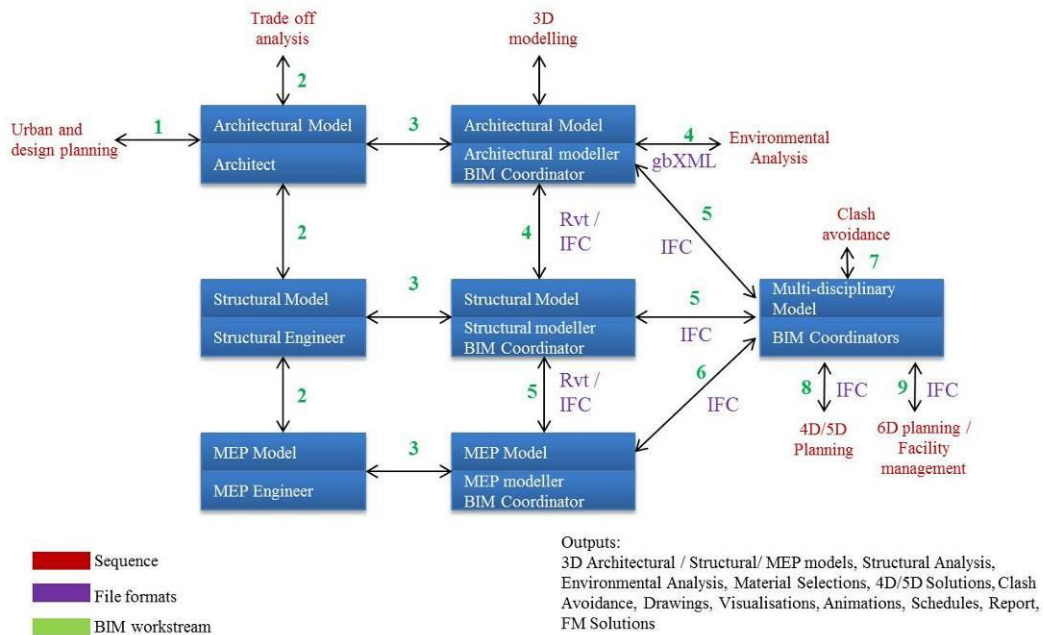 Trade off
analysis
3D
modelling
2
Urban and
design planning
1
Architectural Model
Architect
3
Architectural Model
Architectural modeller
BIM Coordinator
4
gbXML
Environmental
Analysis
2
4
Rvt /
IFC
5
IFC
Clash
avoidance
7
Structural Model
Structural Engineer
3
Structural Model
Structural modeller
BIM Coordinator
5
IFC
Multi-disciplinary
Model
BIM Coordinators
2
5
Rvt /
IFC
6
IFC
8
IFC
9
IFC
4D/5D
Planning
6D planning /
Facility
management
MEP Model
MEP Engineer
3
MEP Model
MEP modeller
BIM Coordinator
Sequence
File formats
BIM workstream
Outputs:
3D Architectural / Structural/ MEP models, Structural Analysis,
Environmental Analysis, Material Selections, 4D/5D Solutions, Clash
Avoidance, Drawings, Visualisations, Animations, Schedules, Report,
FM Solutions